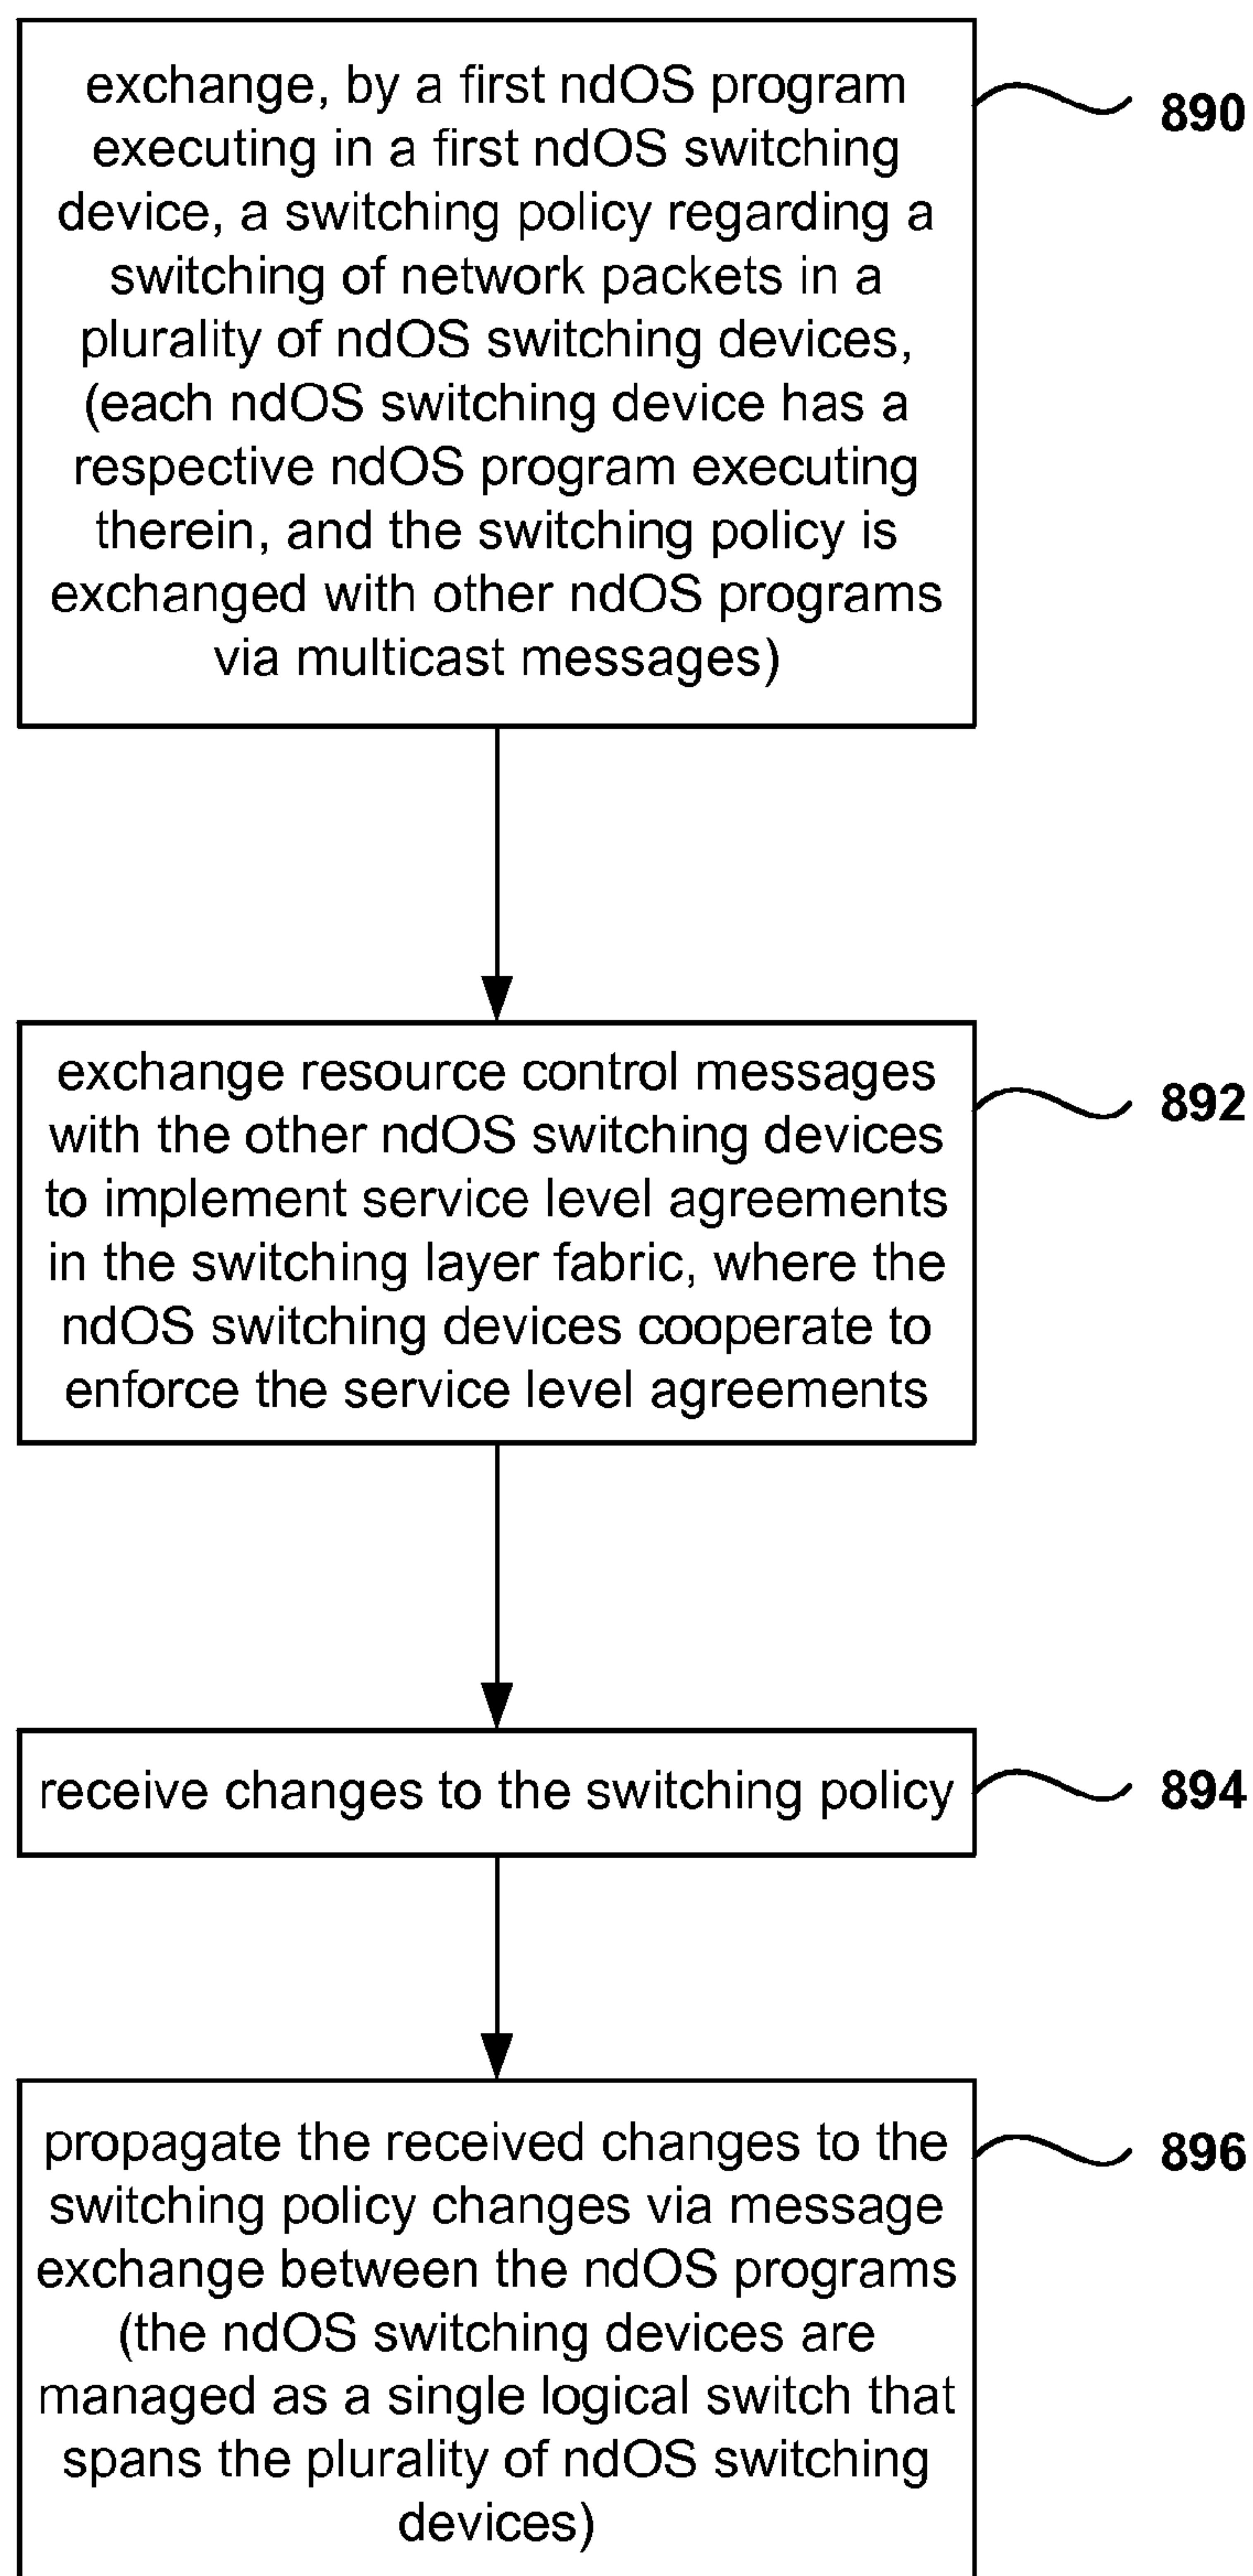 exchange, by a first ndOS program
executing in a first ndOS switching
device, a switching policy regarding a
switching of network packets in a
plurality of ndOS switching devices,
(each ndOS switching device has a
respective ndOS program executing
therein, and the switching policy is
exchanged with other ndOS programs
via multicast messages)
890
exchange resource control messages
with the other ndOS switching devices
to implement service level agreements
in the switching layer fabric, where the
ndOS switching devices cooperate to
enforce the service level agreements
892
receive changes to the switching policy
894
propagate the received changes to the
switching policy changes via message
exchange between the ndOS programs
(the ndOS switching devices are
managed as a single logical switch that
spans the plurality of ndOS switching
devices)
896